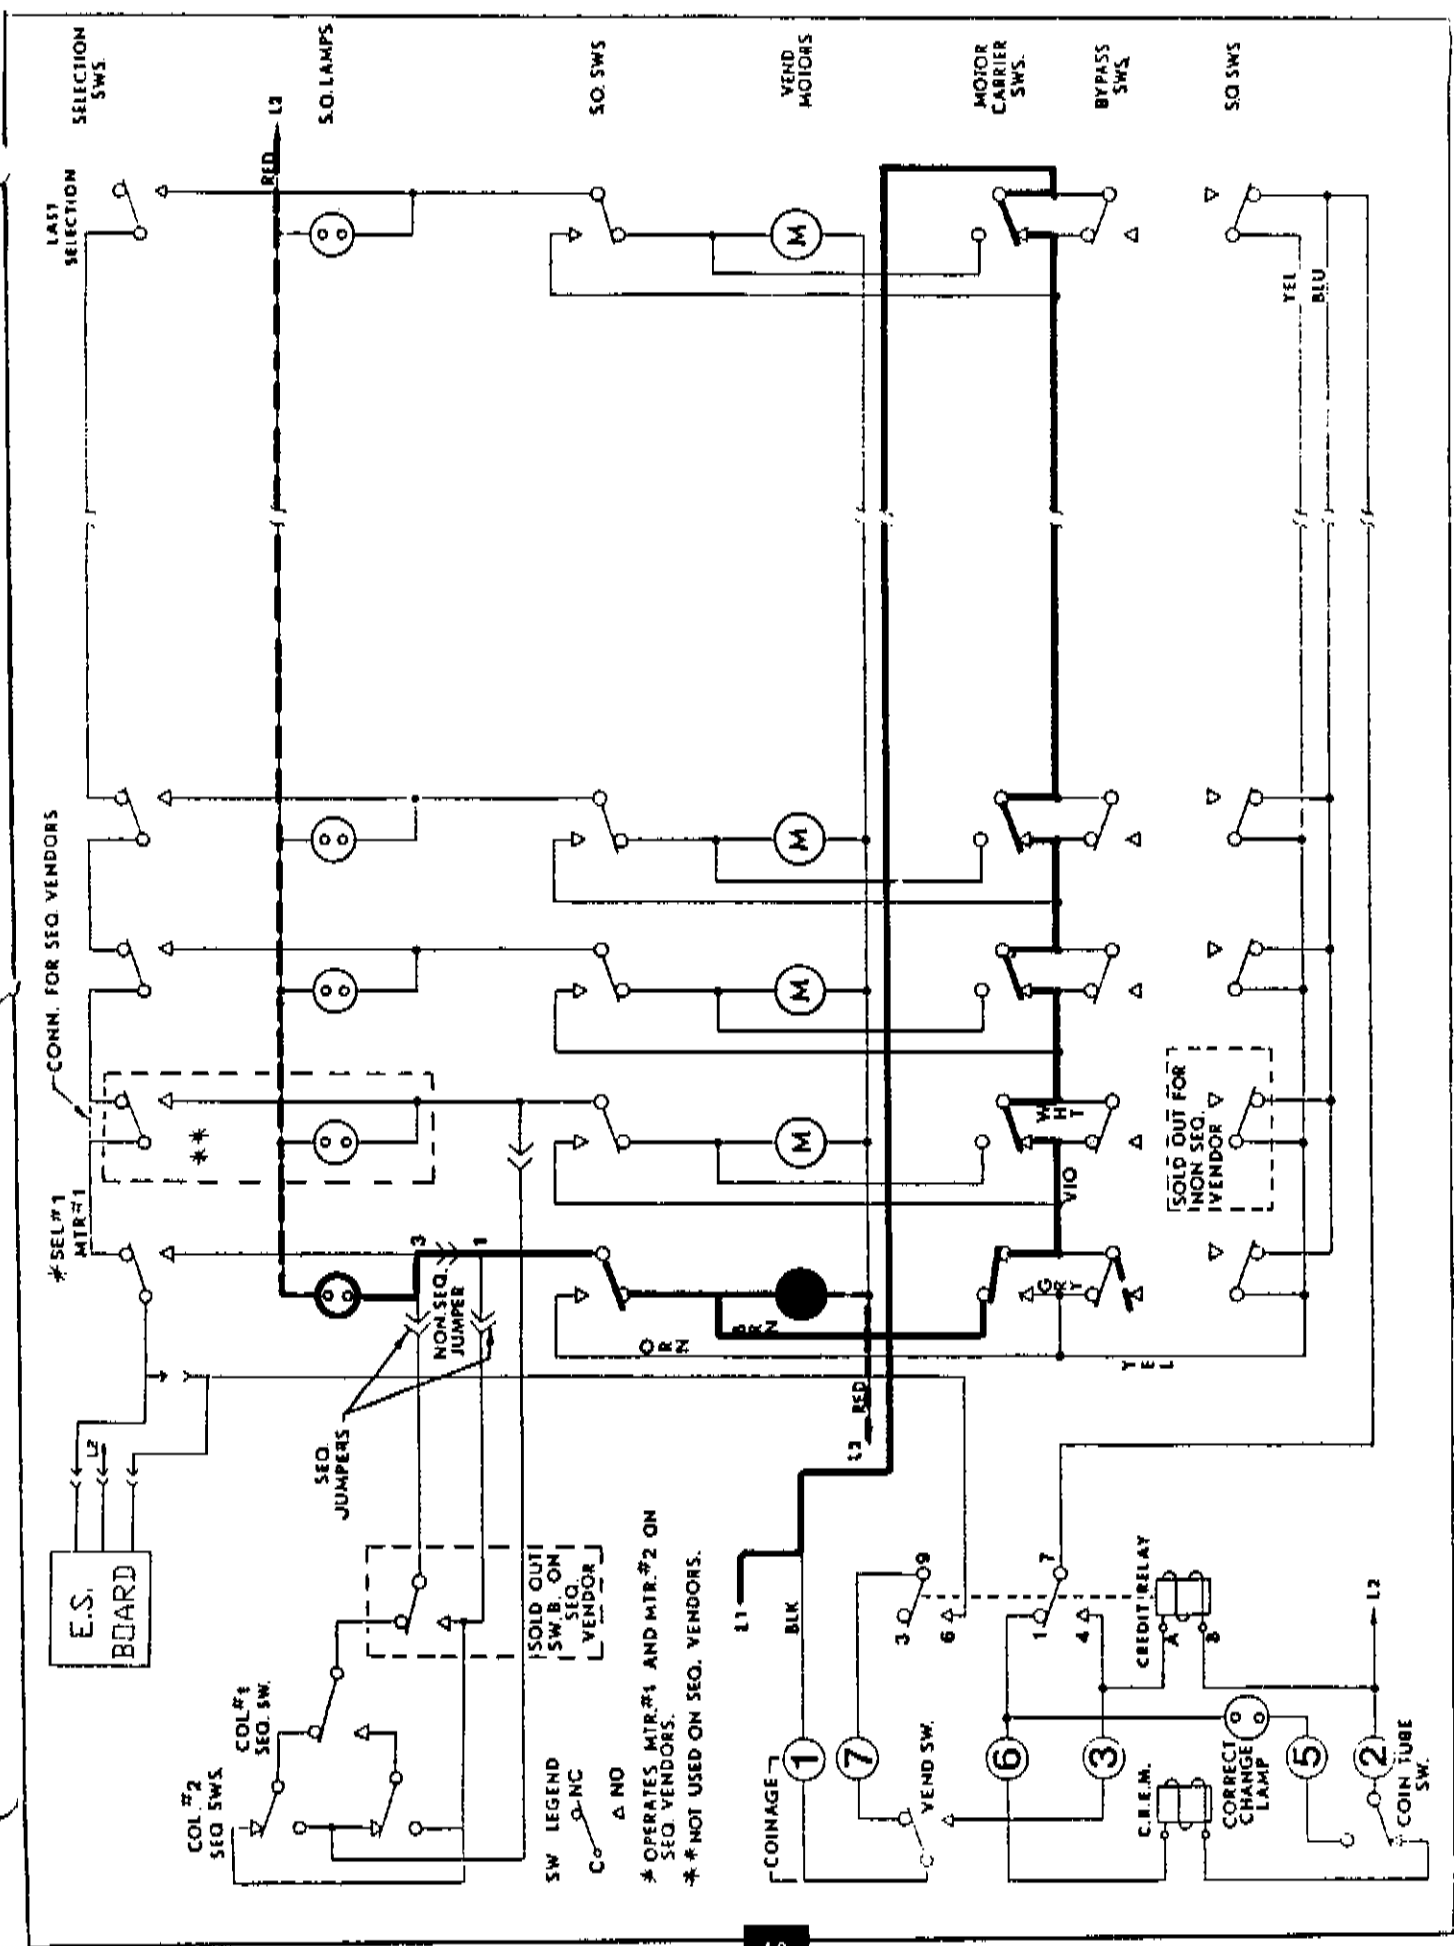 SELECTION
SWS.
S.O. LAMPS
S.O. SWS
VEND
MOTORS
MOTOR
CARRIER
SWS.
BYPASS
SWS.
S.O SWS
LAST
SELECTION
RED
L2
YEL
BLU
CONN. FOR SEQ. VENDORS
*SEL#1
MTR#1
**
3
1
NON.SEQ.
JUMPER
SEQ.
JUMPERS
M
M
M
M
WHT
VIO
GRY
BRN
ORN
YEL
SOLD OUT FOR
NON SEQ.
VENDOR
RED
L2
E.S.
BOARD
L2
SOLD OUT
SW.B. ON
SEQ.
VENDOR
COL.#1
SEQ. SW.
COL.#2
SEQ SWS.
SW LEGEND
C NC
NO
*OPERATES MTR.#1 AND MTR.#2 ON
SEQ. VENDORS.
**NOT USED ON SEQ. VENDORS.
L1
BLK
9
3
6
7
1
4
CREDIT RELAY
A
B
L2
COINAGE
1
7
VEND SW.
6
3
C.R.E.M.
CORRECT
CHANGE
LAMP
5
2
COIN TUBE
SW.